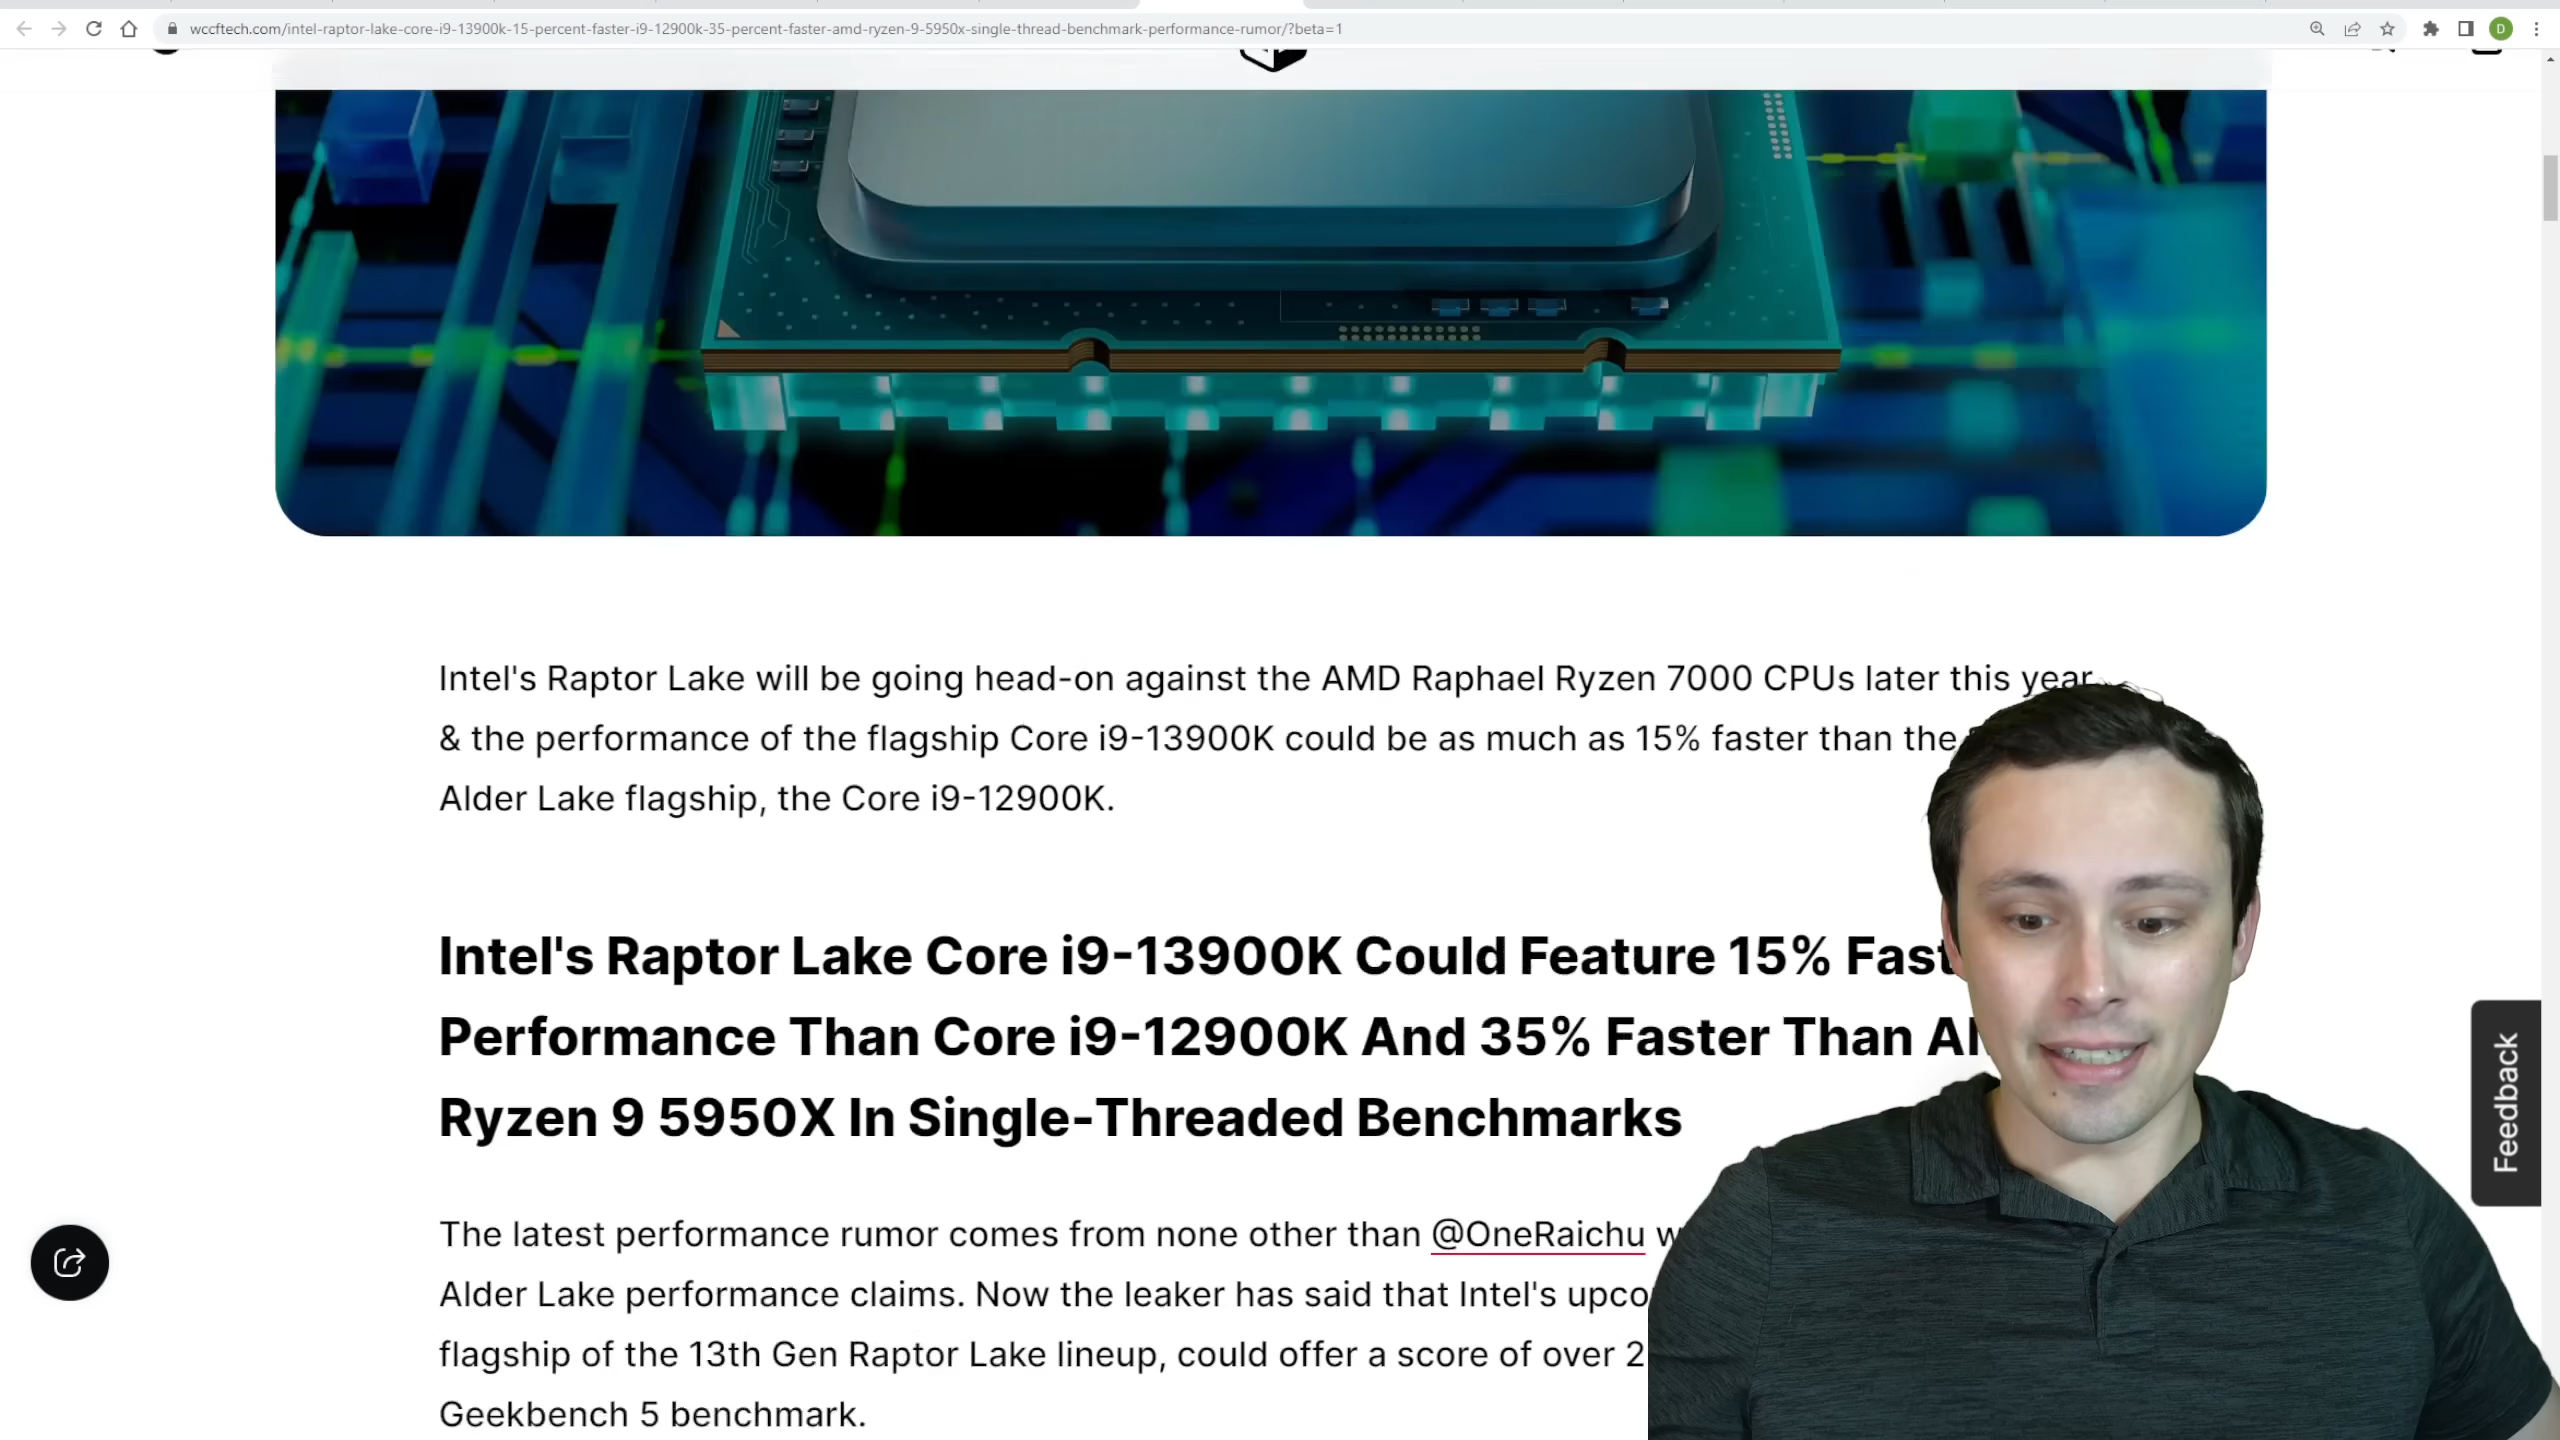 wccftech.com/intel-raptor-lake-core-i9-13900k-15-percent-faster-i9-12900k-35-percent-faster-amd-ryzen-9-5950x-single-thread-benchmark-performance-rumor/?beta=1
D
Intel's Raptor Lake will be going head-on against the AMD Raphael Ryzen 7000 CPUs later this year
& the performance of the flagship Core i9-13900K could be as much as 15% faster than the
Alder Lake flagship, the Core i9-12900K.
Intel's Raptor Lake Core i9-13900K Could Feature 15%
Performance Than Core i9-12900K And 35% Faster Than
Ryzen 9 5950X In Single-Threaded Benchmarks
The latest performance rumor comes from none other than @OneRaichu
Alder Lake performance claims. Now the leaker has said that Intel's
flagship of the 13th Gen Raptor Lake lineup, could offer a score of over
Geekbench 5 benchmark.
Feedback